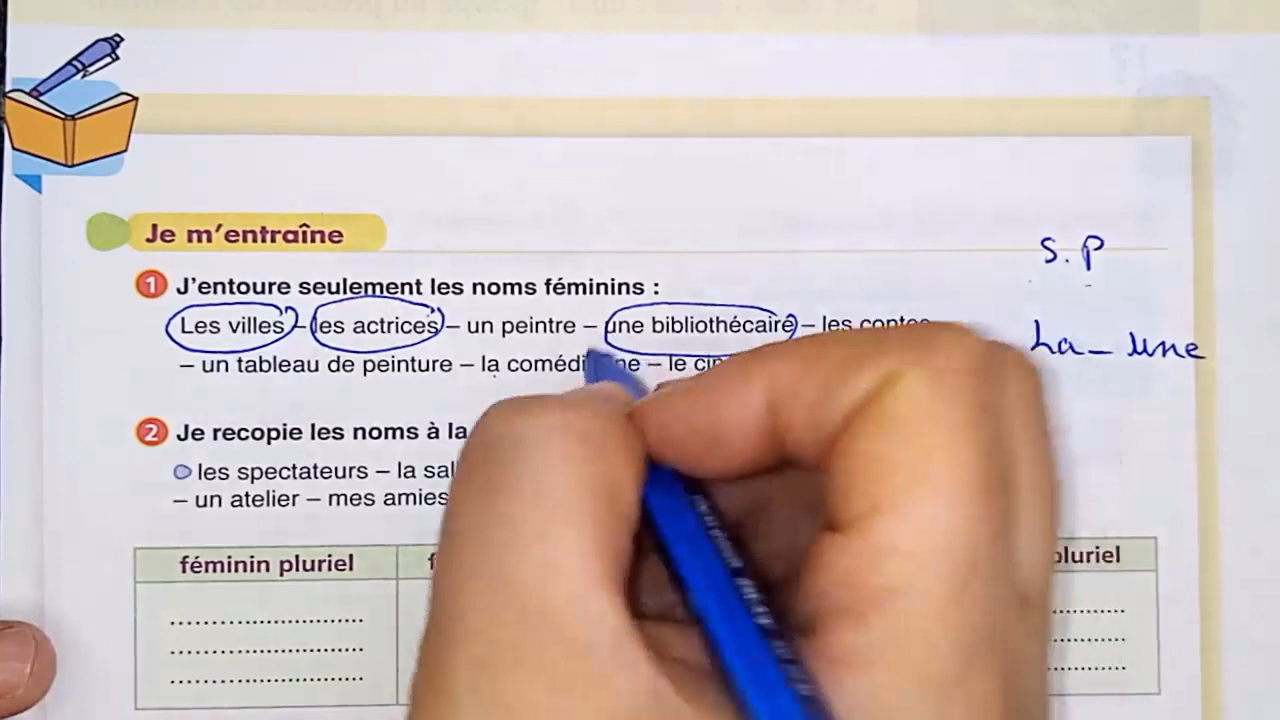 Je m'entraîne
S.P
1 J'entoure seulement les noms féminins :
Les villes – les actrices – un peintre – une bibliothécaire – les contes
La – une
– un tableau de peinture – la – le
2 Je recopie les noms à la
les spectateurs – la
– un atelier – mes amies
féminin pluriel
pluriel